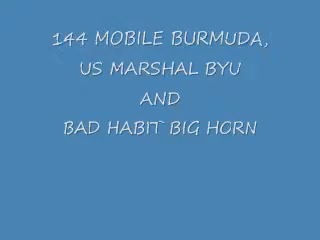 144 MOBILE BURMUDA,
US MARSHAL BYU
AND
BAD HABIT` BIG HORN